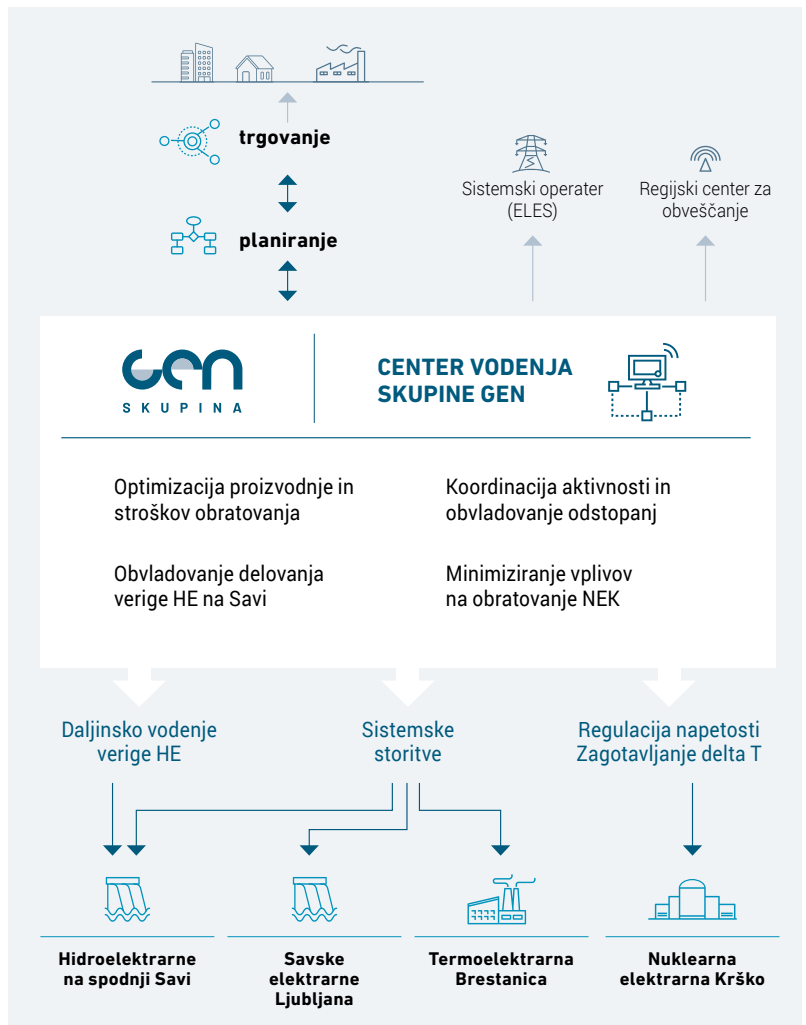 trgovanje
planiranje
Sistemski operater
(ELES)
Regijski center za
obveščanje
gen
SKUPINA
CENTER VODENJA
SKUPINE GEN
Optimizacija proizvodnje in
stroškov obratovanja
Koordinacija aktivnosti in
obvladovanje odstopanj
Obvladovanje delovanja
verige HE na Savi
Minimiziranje vplivov
na obratovanje NEK
Daljinsko vodenje
verige HE
Sistemske
storitve
Regulacija napetosti
Zagotavljanje delta T
Hidroelektrarne
na spodnji Savi
Savske
elektrarne
Ljubljana
Termoelektrarna
Brestanica
Nuklearna
elektrarna Krško